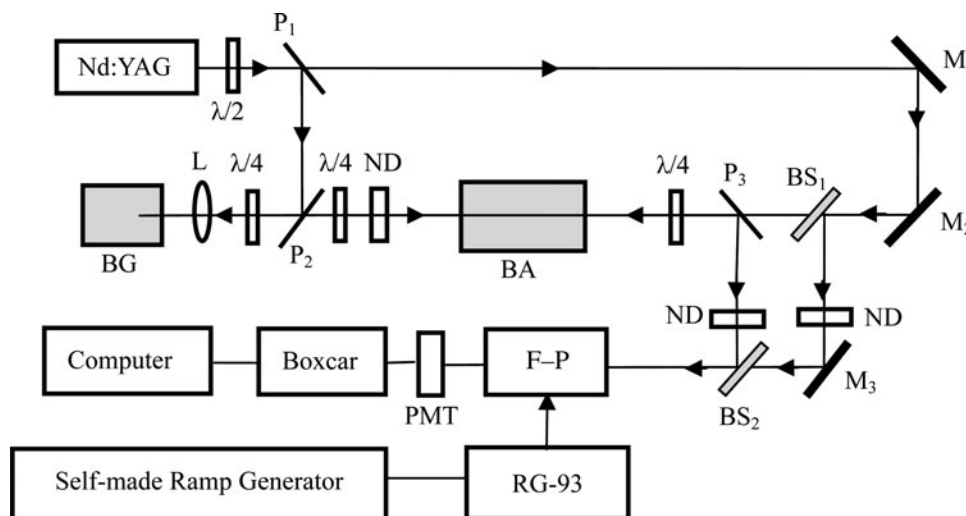 P₁
Nd:YAG
M
λ/2
L
λ/4
λ/4
ND
λ/4
P₃
BS₁
BG
P₂
BA
M₂
ND
ND
Computer
Boxcar
F–P
PMT
BS₂
M₃
Self-made Ramp Generator
RG-93